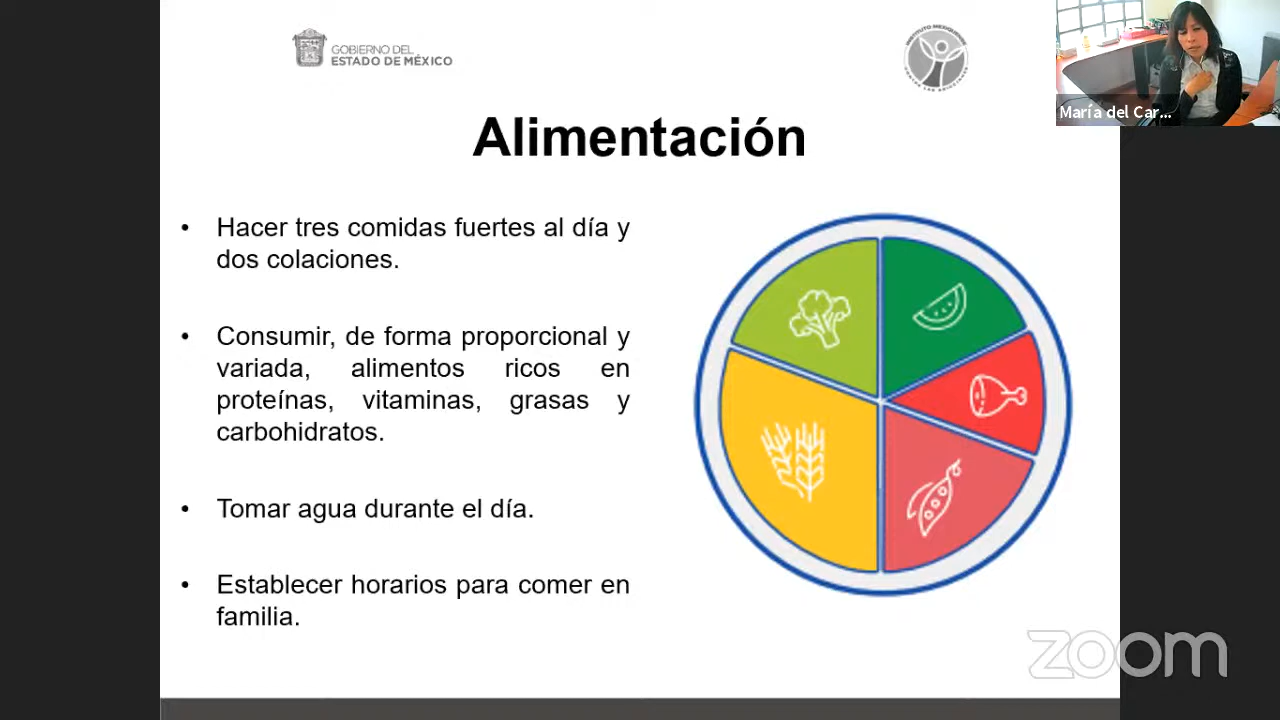 GOBIERNO DEL
ESTADO DE MÉXICO
María del Car...
Alimentación
• Hacer tres comidas fuertes al día y
dos colaciones.
• Consumir, de forma proporcional y
variada, alimentos ricos en
proteínas, vitaminas, grasas y
carbohidratos.
• Tomar agua durante el día.
• Establecer horarios para comer en
familia.
zoom